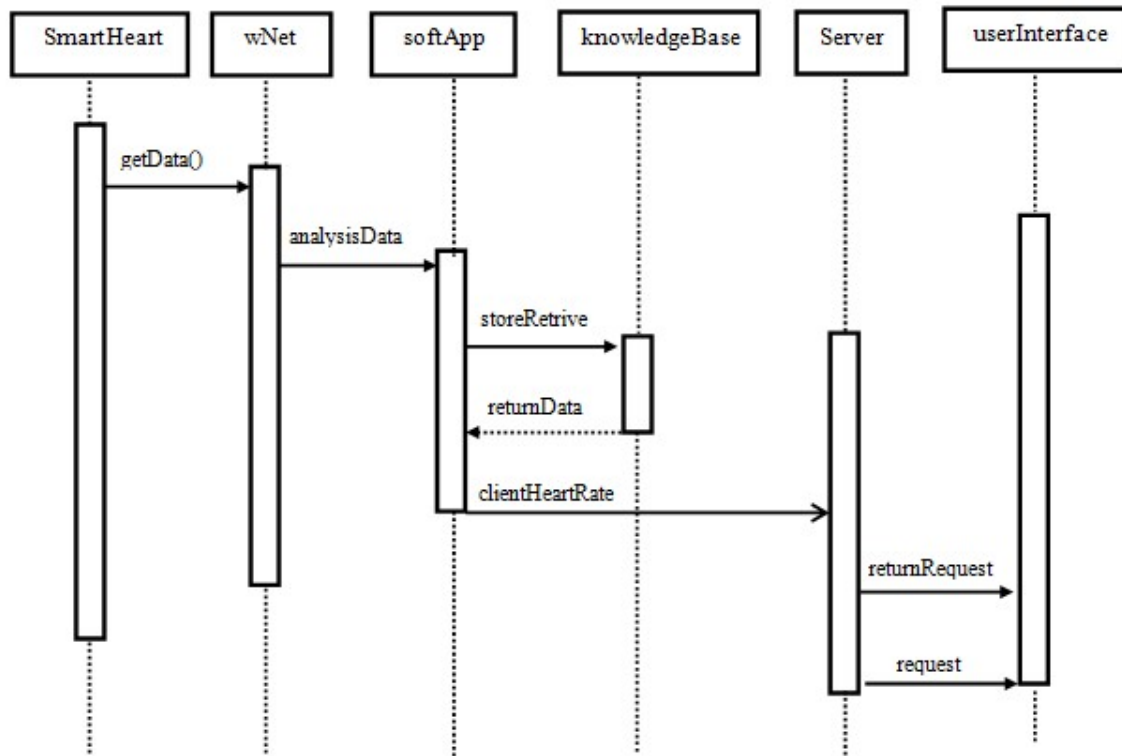 SmartHeart
wNet
softApp
knowledgeBase
Server
userInterface
getData()
analysisData
storeRetrive
returnData
clientHeartRate
returnRequest
request